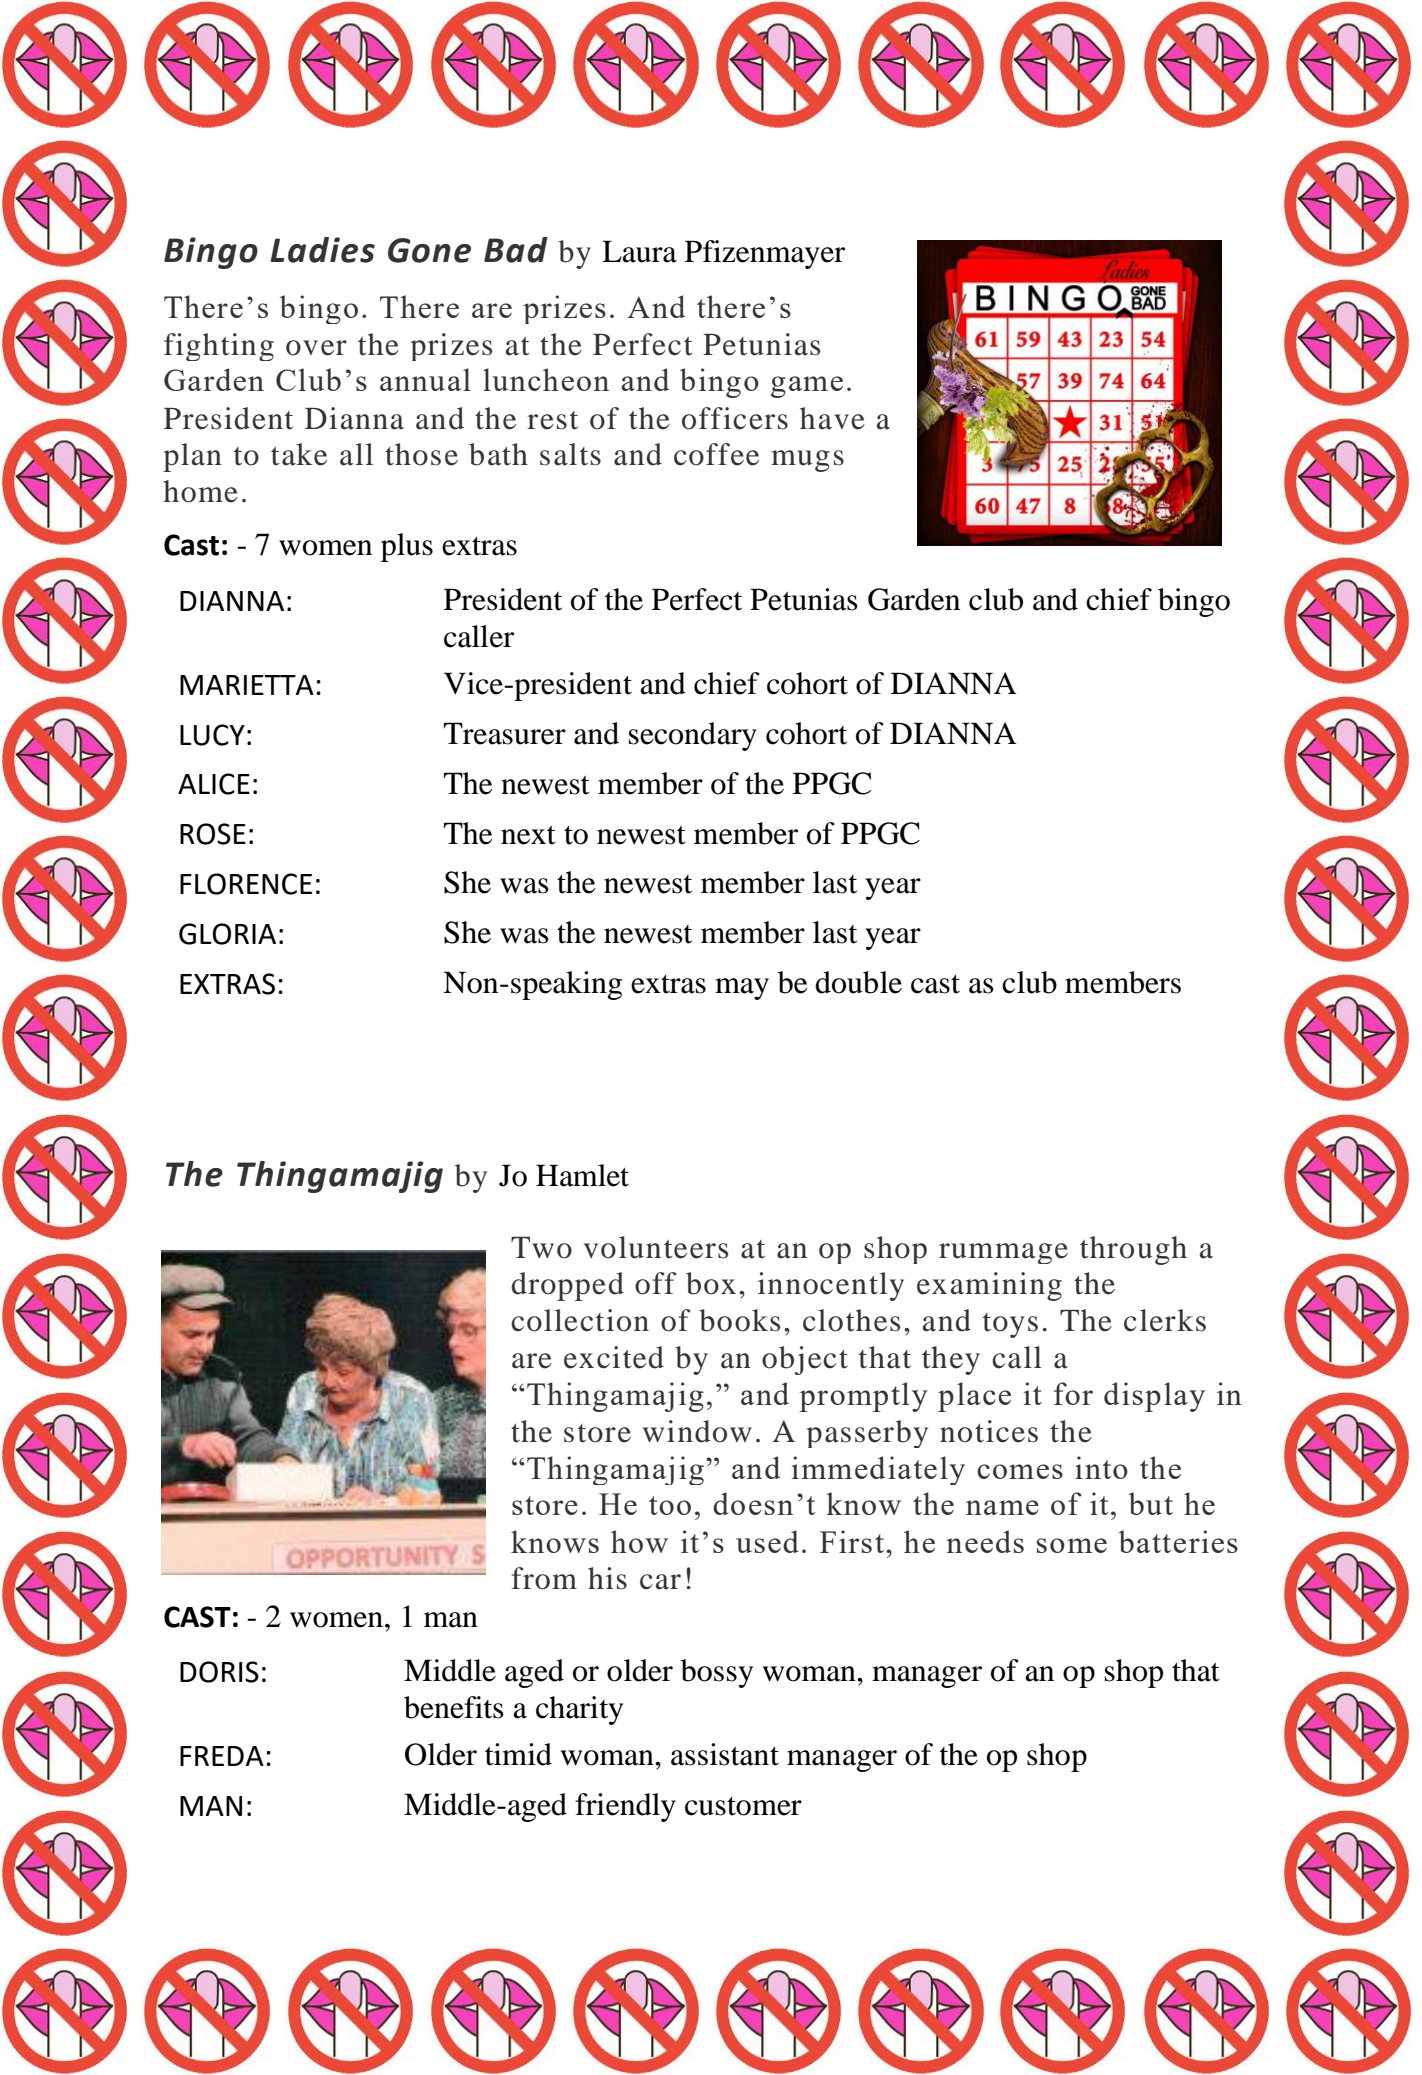 Bingo Ladies Gone Bad by Laura Pfizenmayer
There’s bingo. There are prizes. And there’s
fighting over the prizes at the Perfect Petunias
Garden Club’s annual luncheon and bingo game.
President Dianna and the rest of the officers have a
plan to take all those bath salts and coffee mugs
home.
Ladies
BINGO GONE BAD
61 59 43 23 54
57 39 74 64
31
3 25
60 47 8
Cast: - 7 women plus extras
DIANNA: President of the Perfect Petunias Garden club and chief bingo
caller
MARIETTA: Vice-president and chief cohort of DIANNA
LUCY: Treasurer and secondary cohort of DIANNA
ALICE: The newest member of the PPGC
ROSE: The next to newest member of PPGC
FLORENCE: She was the newest member last year
GLORIA: She was the newest member last year
EXTRAS: Non-speaking extras may be double cast as club members
The Thingamajig by Jo Hamlet
Two volunteers at an op shop rummage through a
dropped off box, innocently examining the
collection of books, clothes, and toys. The clerks
are excited by an object that they call a
“Thingamajig,” and promptly place it for display in
the store window. A passerby notices the
“Thingamajig” and immediately comes into the
store. He too, doesn’t know the name of it, but he
knows how it’s used. First, he needs some batteries
from his car!
OPPORTUNITY S
CAST: - 2 women, 1 man
DORIS: Middle aged or older bossy woman, manager of an op shop that
benefits a charity
FREDA: Older timid woman, assistant manager of the op shop
MAN: Middle-aged friendly customer